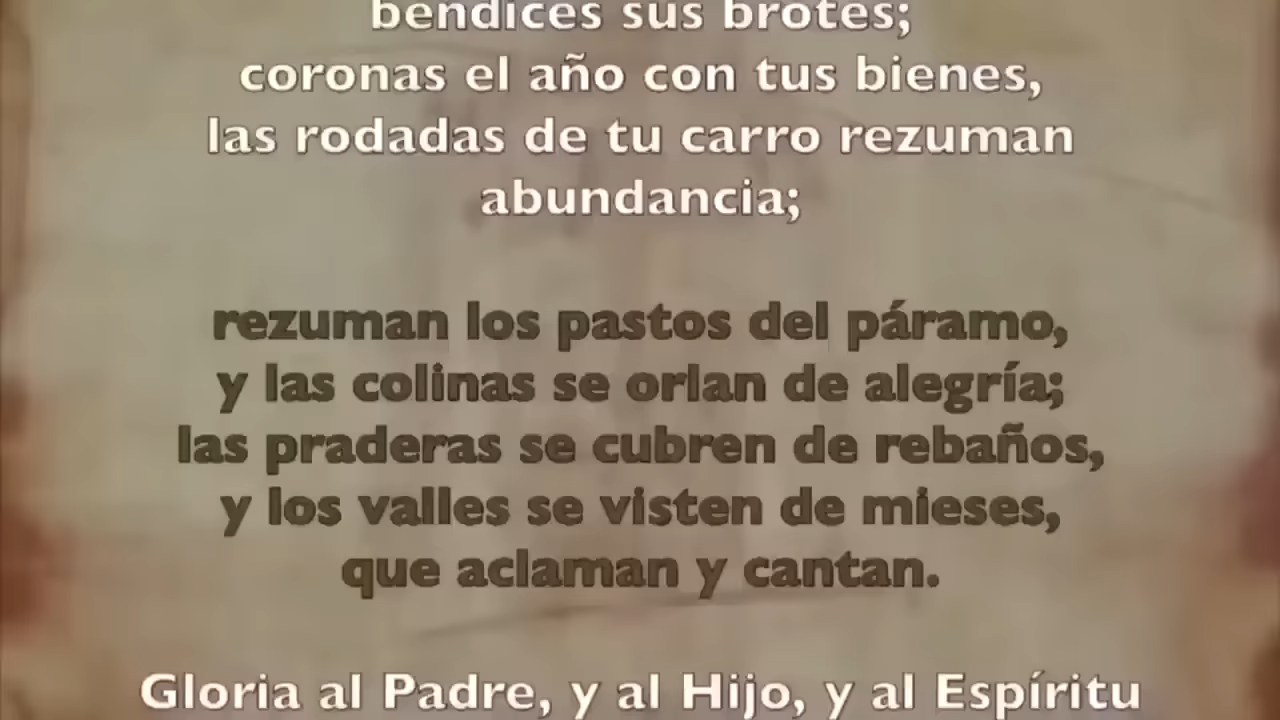 bendices sus brotes;
coronas el año con tus bienes,
las rodadas de tu carro rezuman
abundancia;
rezuman los pastos del páramo,
y las colinas se orlan de alegría;
las praderas se cubren de rebaños,
y los valles se visten de mieses,
que aclaman y cantan.
Gloria al Padre, y al Hijo, y al Espíritu